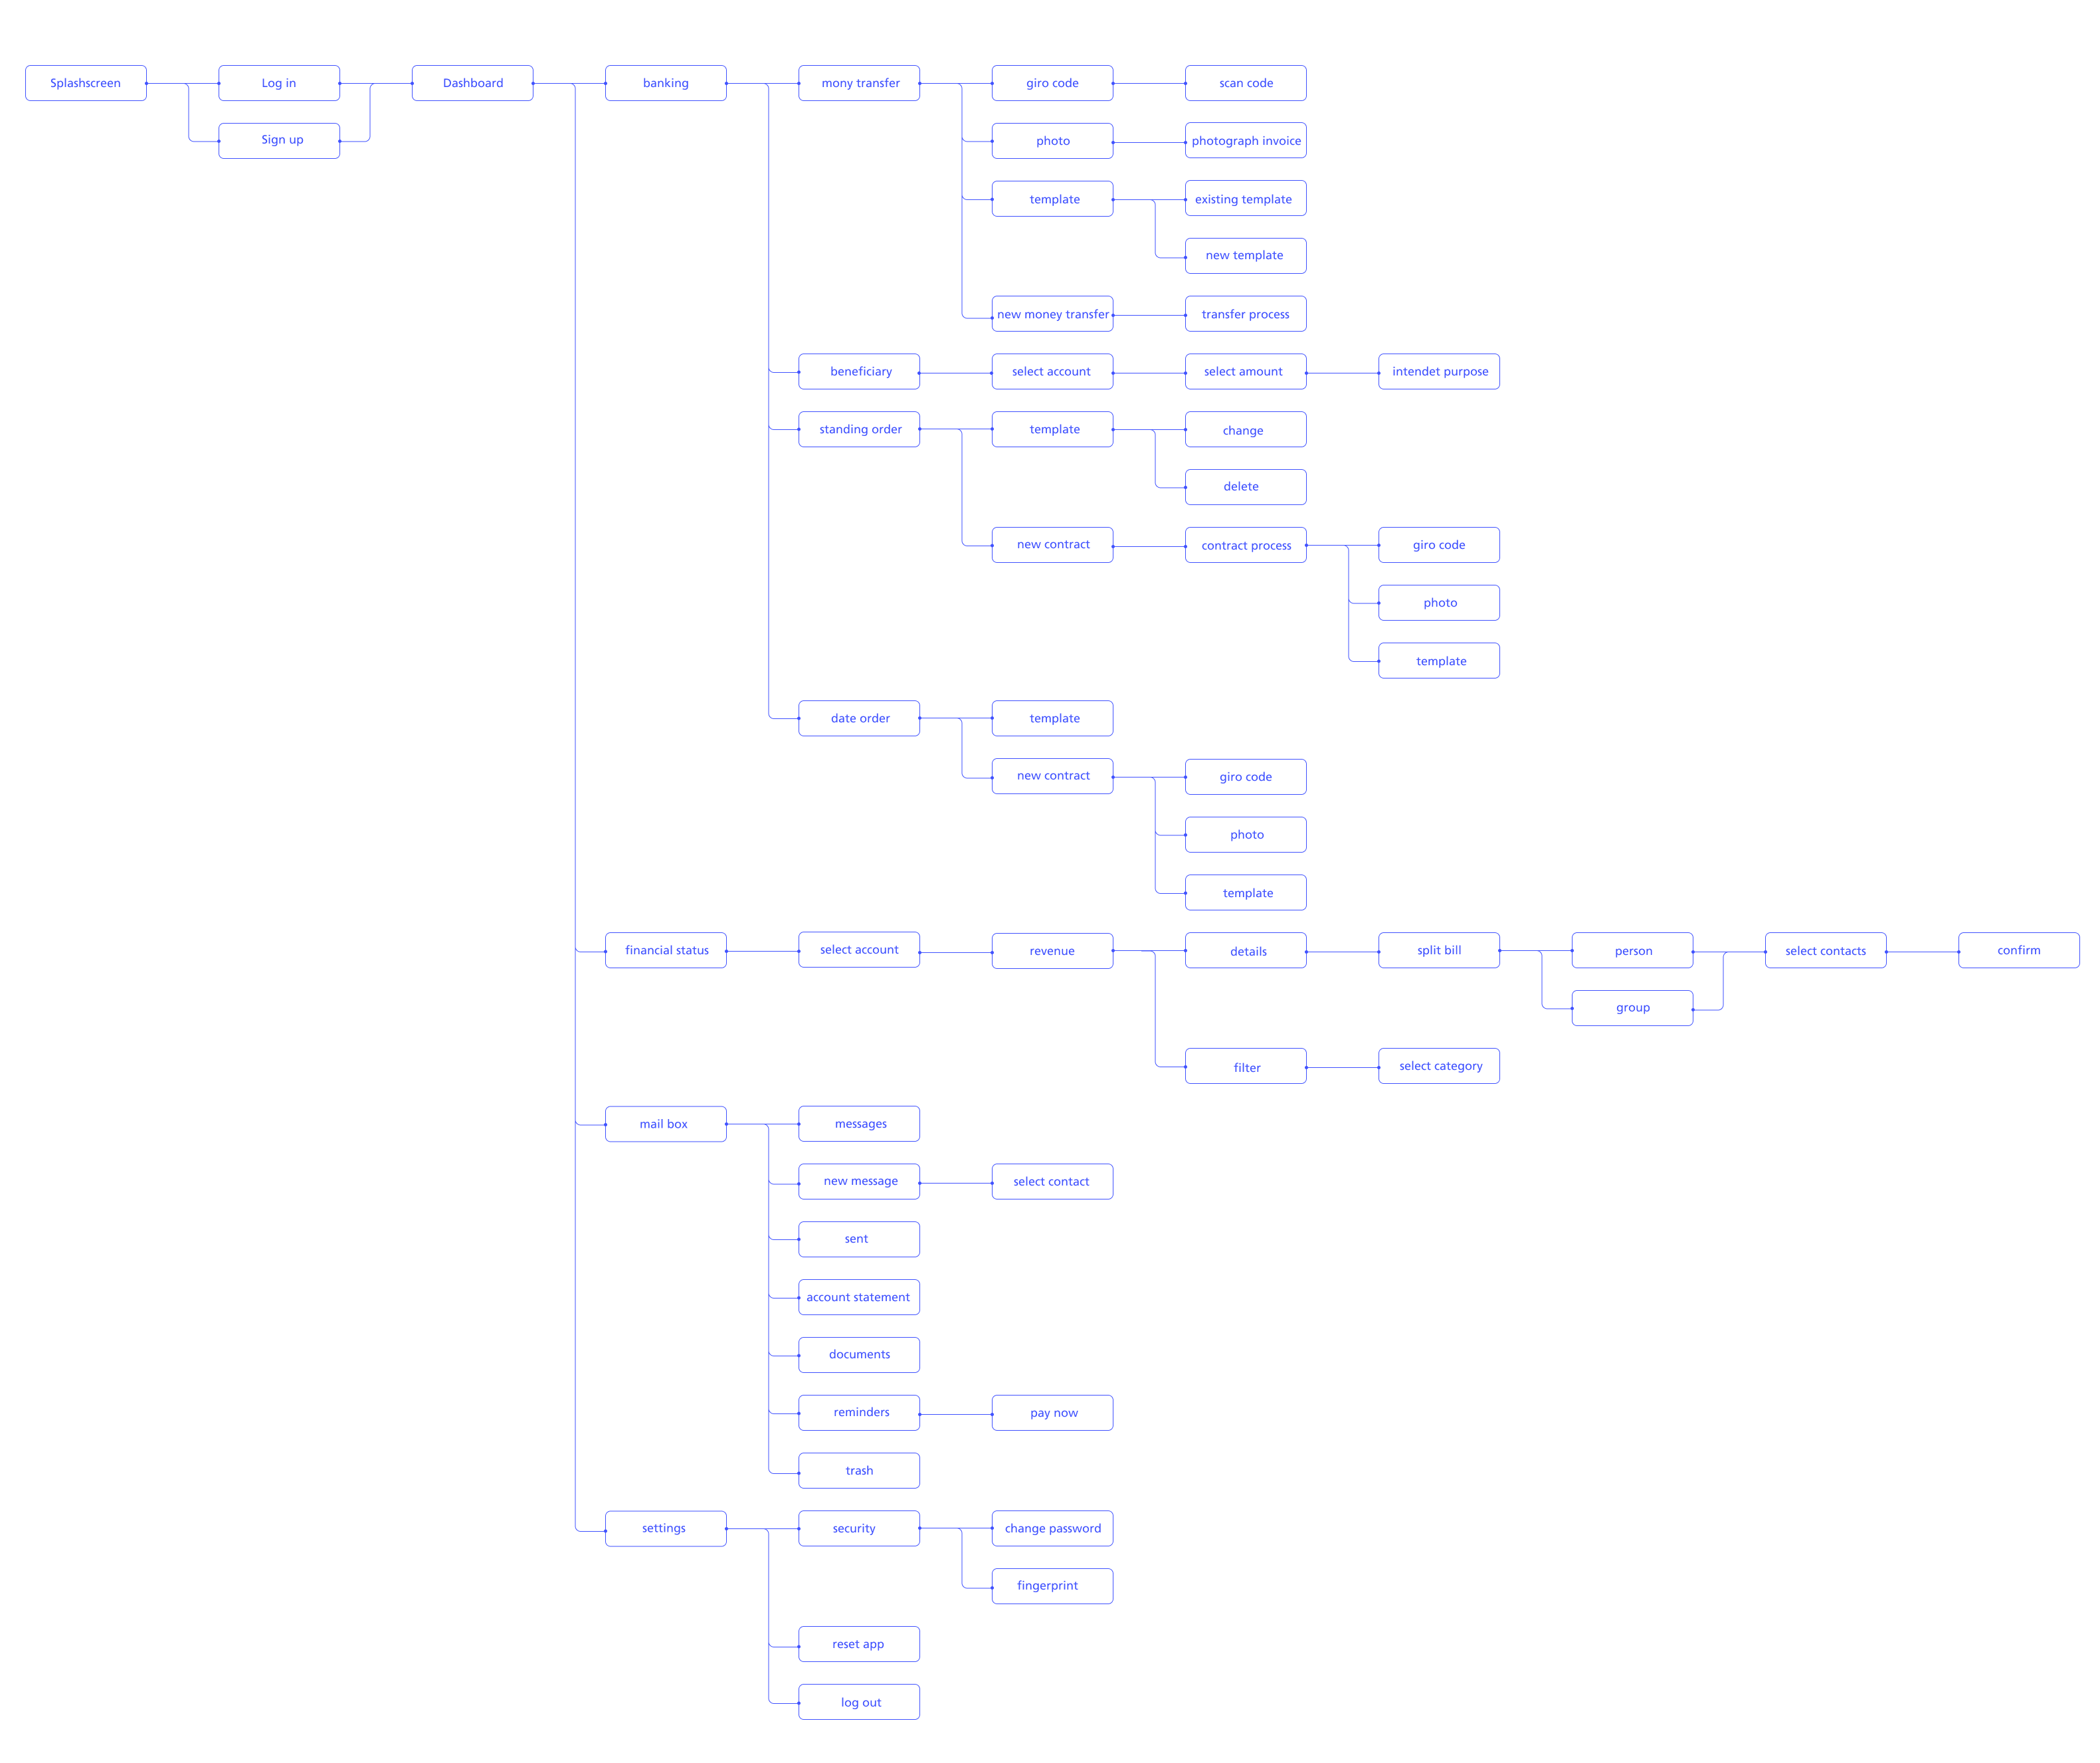 Splashscreen
Log in
Dashboard
banking
mony transfer
giro code
scan code
Sign up
photo
photograph invoice
template
existing template
new template
new money transfer
transfer process
beneficiary
select account
select amount
intendet purpose
standing order
template
change
delete
new contract
contract process
giro code
photo
template
date order
template
new contract
giro code
photo
template
financial status
select account
revenue
details
split bill
person
select contacts
confirm
group
filter
select category
mail box
messages
new message
select contact
sent
account statement
documents
reminders
pay now
trash
settings
security
change password
fingerprint
reset app
log out